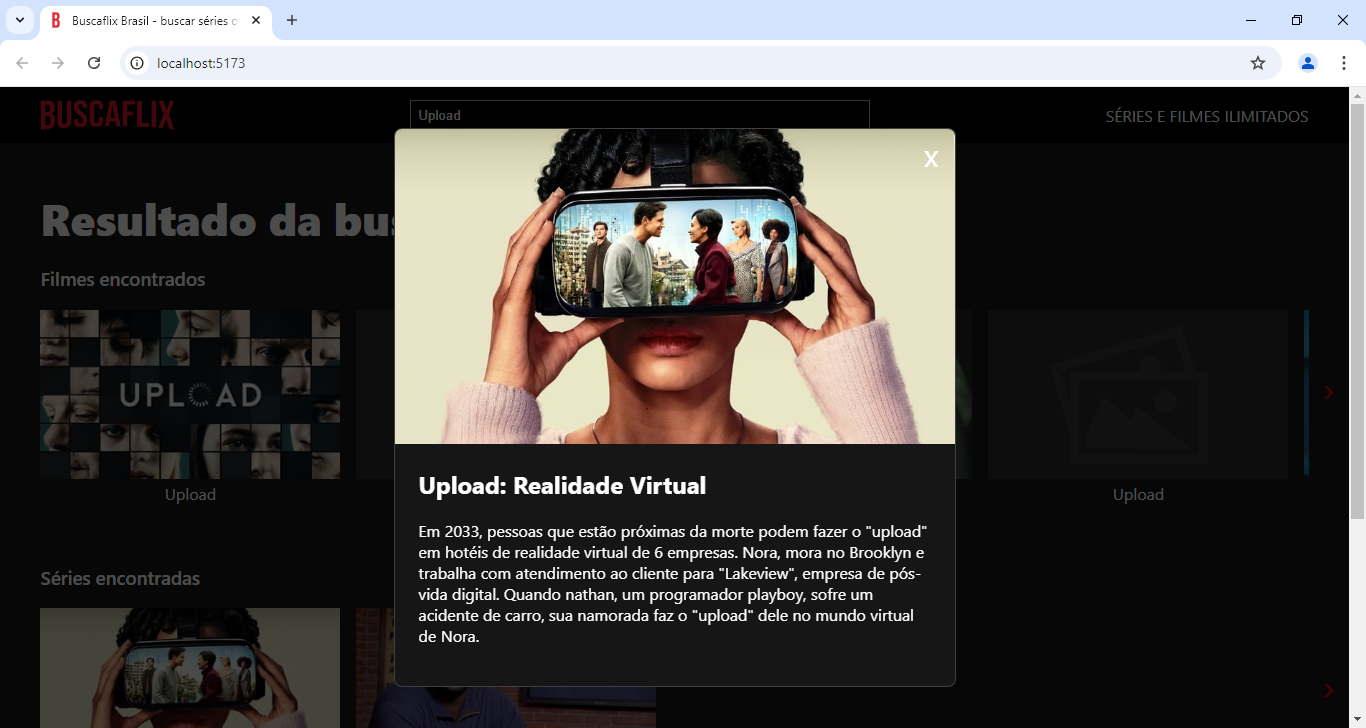 Buscaflix Brasil - buscar séries
localhost:5173
BUSCAFLIX
Upload
SÉRIES E FILMES ILIMITADOS
Resultado da
Filmes encontrados
UPLOAD
Upload
Upload
Séries encontradas
X
Upload: Realidade Virtual
Em 2033, pessoas que estão próximas da morte podem fazer o "upload"
em hotéis de realidade virtual de 6 empresas. Nora, mora no Brooklyn e
trabalha com atendimento ao cliente para "Lakeview", empresa de pós-
vida digital. Quando nathan, um programador playboy, sofre um
acidente de carro, sua namorada faz o "upload" dele no mundo virtual
de Nora.